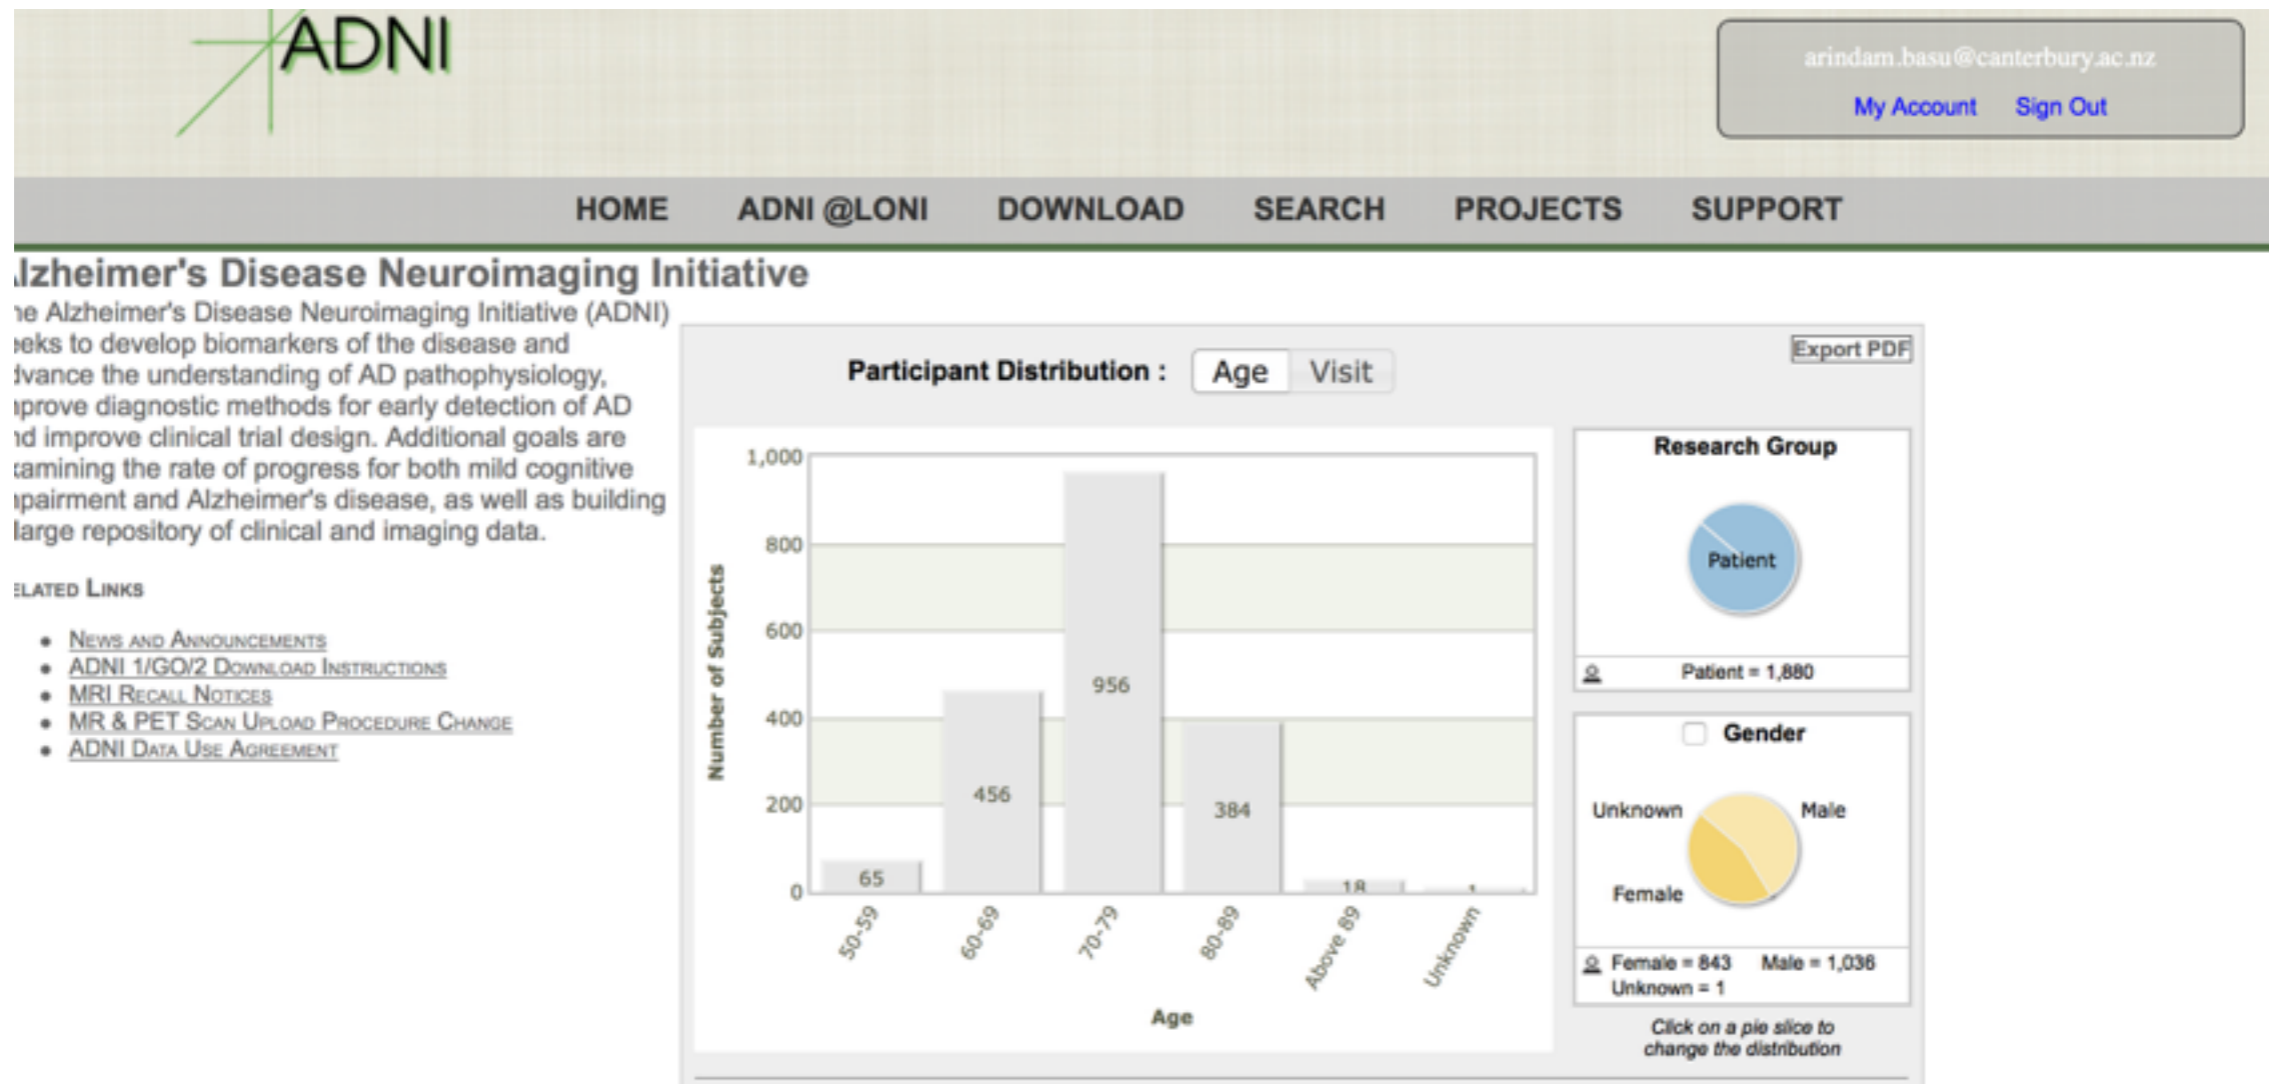 ADNI
arindam.basu@canterbury.ac.nz
My Account Sign Out
HOME ADNI @LONI DOWNLOAD SEARCH PROJECTS SUPPORT
lzheimer's Disease Neuroimaging Initiative
he Alzheimer's Disease Neuroimaging Initiative (ADNI)
eeks to develop biomarkers of the disease and
dvance the understanding of AD pathophysiology,
nprove diagnostic methods for early detection of AD
nd improve clinical trial design. Additional goals are
xamining the rate of progress for both mild cognitive
npairment and Alzheimer's disease, as well as building
large repository of clinical and imaging data.
ELATED LINKS
NEWS AND ANNOUNCEMENTS
ADNI 1/GO/2 DOWNLOAD INSTRUCTIONS
MRI RECALL NOTICES
MR & PET SCAN UPLOAD PROCEDURE CHANGE
ADNI DATA USE AGREEMENT
Participant Distribution : Age Visit
Export PDF
Number of Subjects
1,000
800
600
400
200
0
65
456
956
384
18
1
50-59
60-69
70-79
80-89
Above 89
Unknown
Age
Research Group
Patient
Patient = 1,880
Gender
Unknown
Male
Female
Female = 843 Male = 1,036
Unknown = 1
Click on a pie slice to
change the distribution